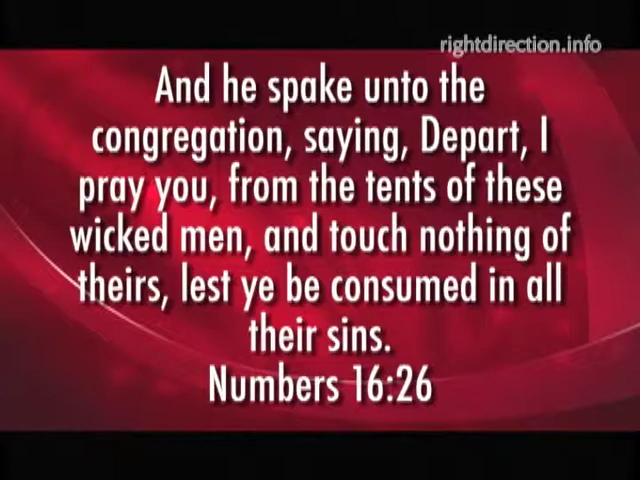 rightdirection.info
And he spake unto the
congregation, saying, Depart, I
pray you, from the tents of these
wicked men, and touch nothing of
theirs, lest ye be consumed in all
their sins.
Numbers 16:26